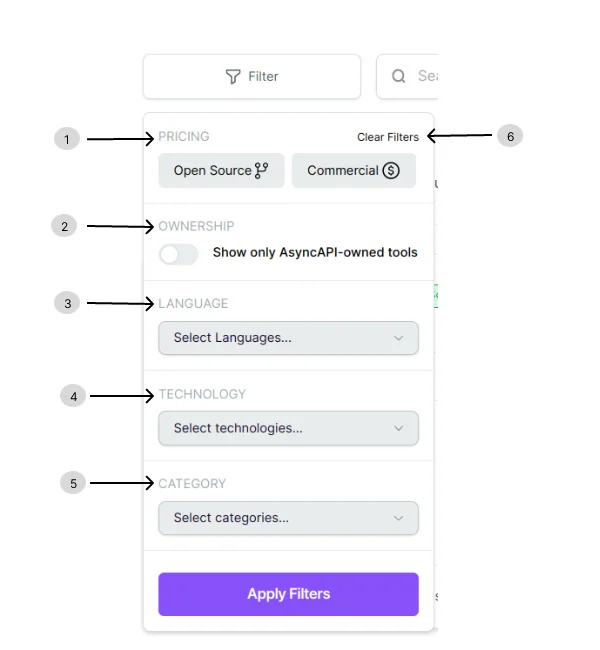 Filter
Sea
1 PRICING Clear Filters 6
Open Source Commercial $
2 OWNERSHIP
Show only AsyncAPI-owned tools
3 LANGUAGE
Select Languages...
4 TECHNOLOGY
Select technologies...
5 CATEGORY
Select categories...
Apply Filters